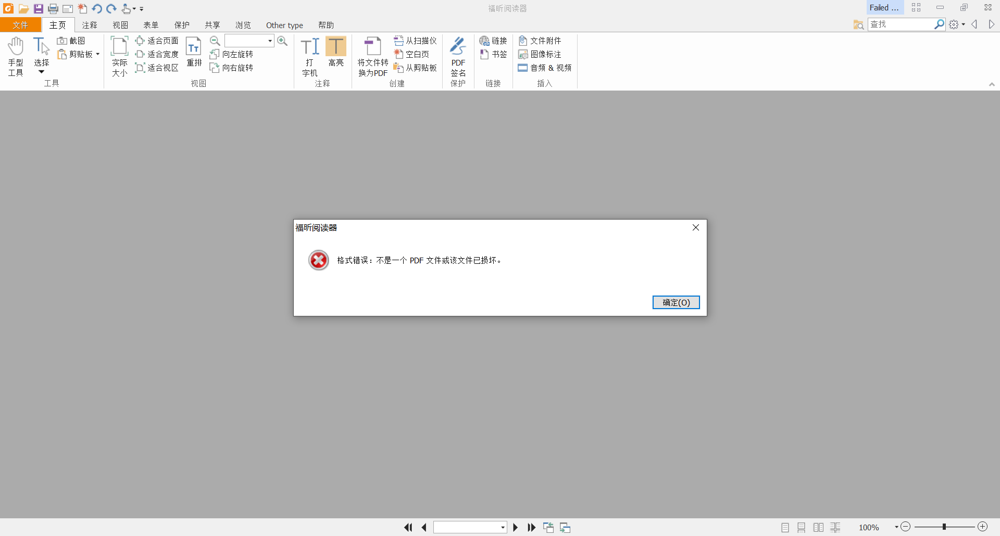 福昕阅读器
Failed ...
文件 主页 注释 视图 表单 保护 共享 浏览 Other type 帮助
查找
手型
工具
选择
截图
剪贴板
工具
实际
大小
适合页面
适合宽度
适合视区
重排
向左旋转
向右旋转
视图
打
字机
高亮
注释
将文件转
换为PDF
从扫描仪
空白页
从剪贴板
创建
PDF
签名
保护
链接
书签
链接
文件附件
图像标注
音频 & 视频
插入
福昕阅读器
格式错误：不是一个 PDF 文件或该文件已损坏。
确定(O)
100%